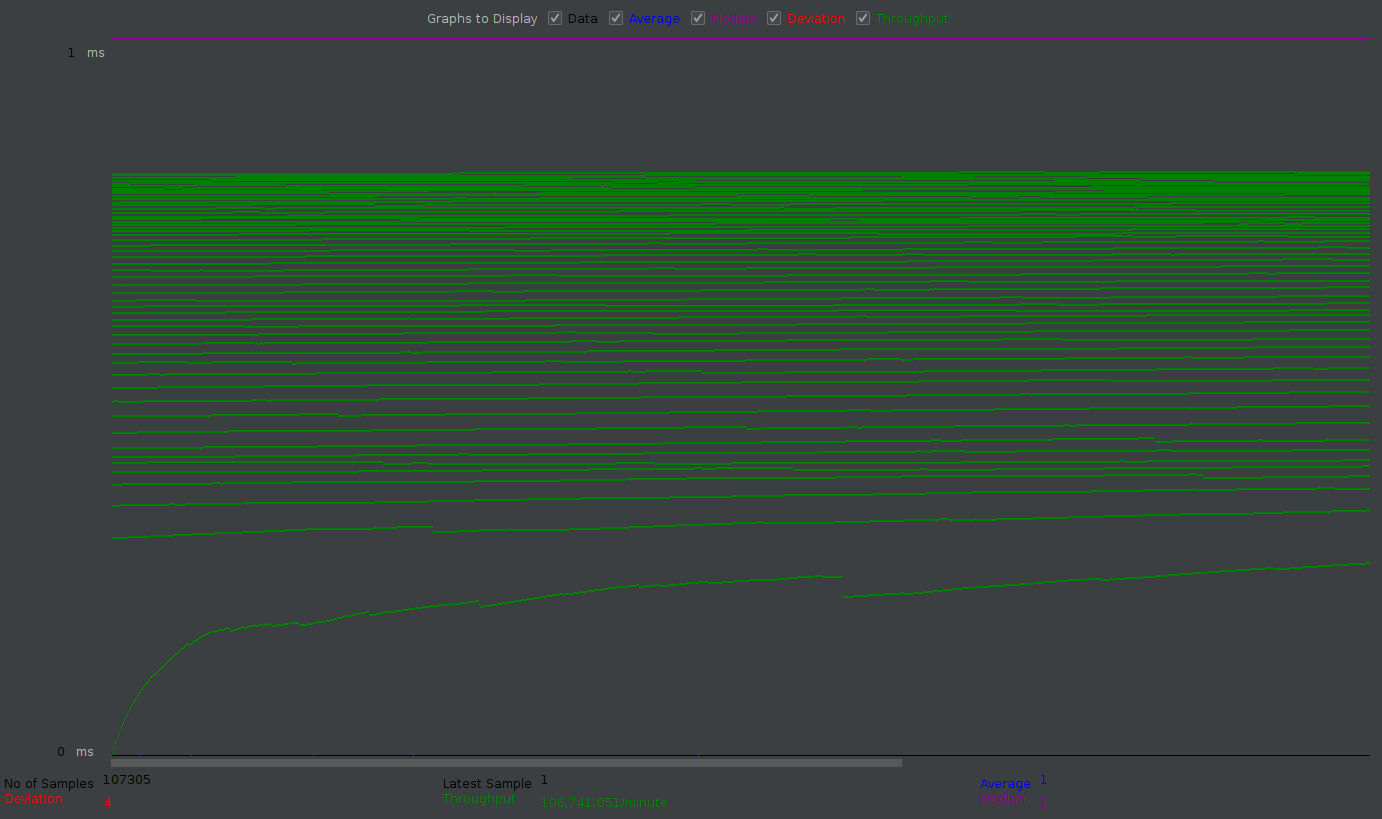 Graphs to Display Data Average Median Deviation Throughput
1 ms
0 ms
No of Samples 107305 Latest Sample 1 Average 1
Deviation 4 Throughput 106,741.051/minute Median 1